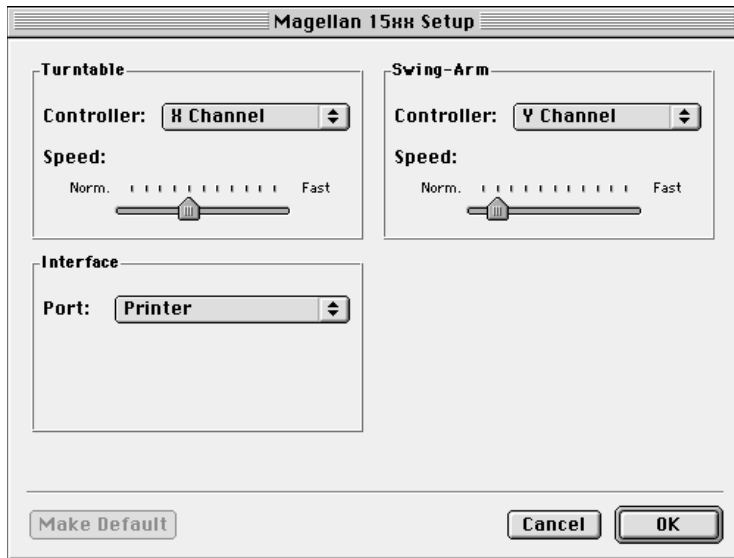 Magellan 15xx Setup
Turntable
Controller: X Channel
Speed:
Norm. Fast
Swing-Arm
Controller: Y Channel
Speed:
Norm. Fast
Interface
Port: Printer
Make Default Cancel OK